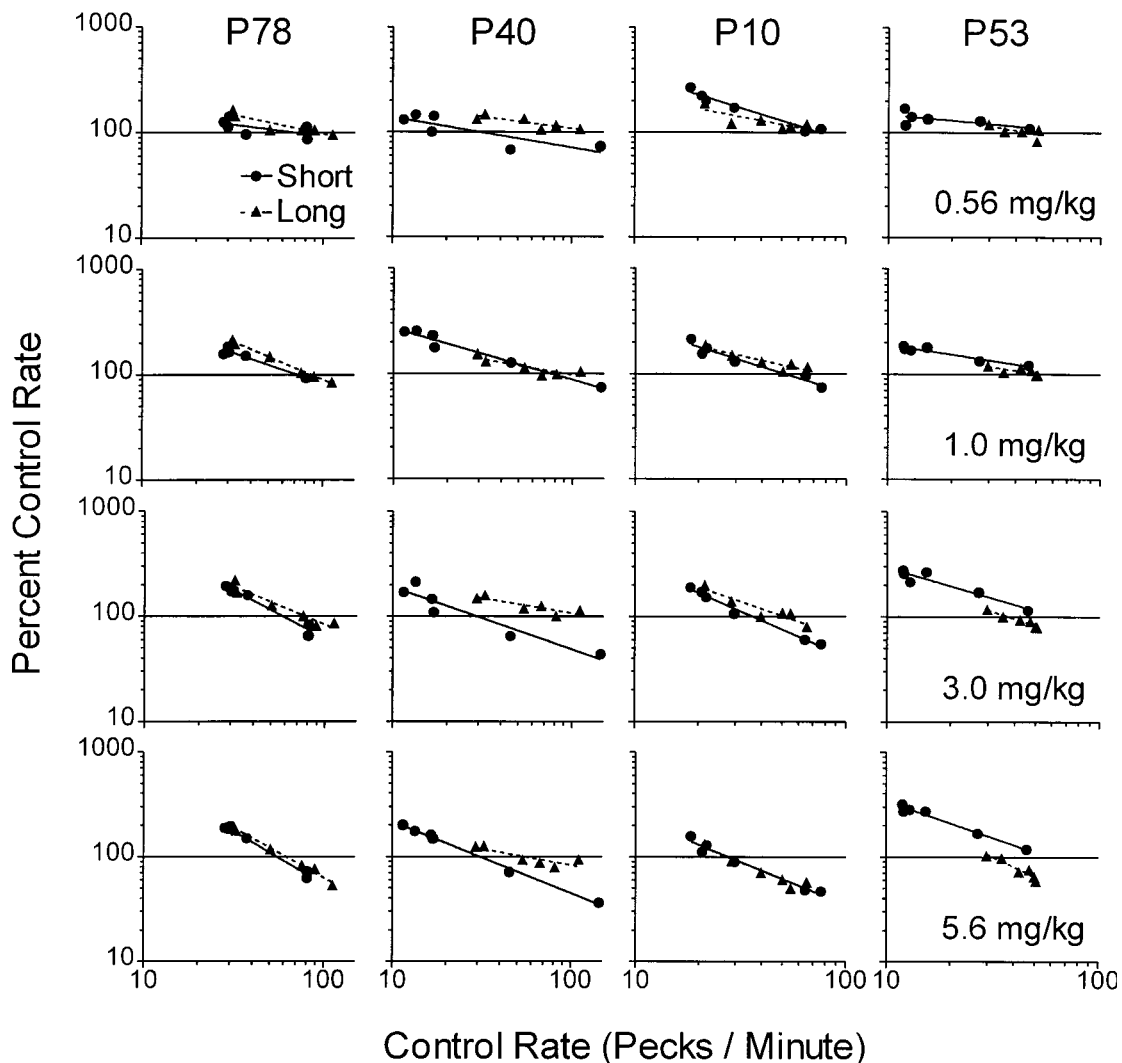 P78 P40 P10 P53
1000
100
Short
Long
10
0.56 mg/kg
100
1000
100
10
1.0 mg/kg
1000
100
10
3.0 mg/kg
1000
100
10
5.6 mg/kg
10 100 10 100 10 100 10 100
Percent Control Rate
Control Rate (Pecks / Minute)